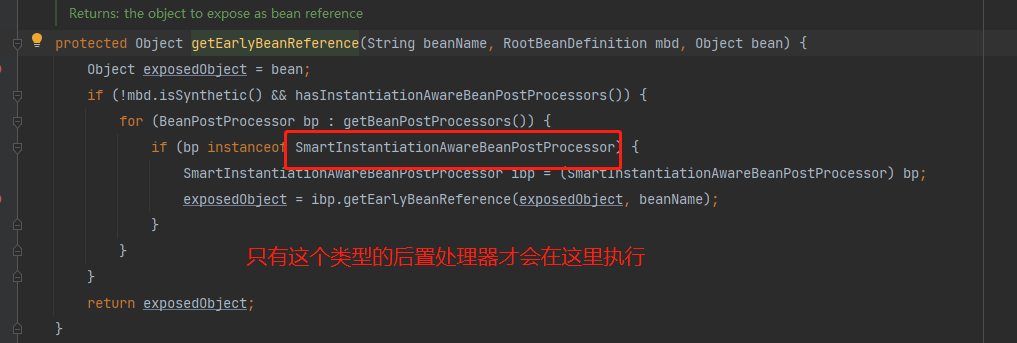 Returns: the object to expose as bean reference
protected Object getEarlyBeanReference(String beanName, RootBeanDefinition mbd, Object bean) {
Object exposedObject = bean;
if (!mbd.isSynthetic() && hasInstantiationAwareBeanPostProcessors()) {
for (BeanPostProcessor bp : getBeanPostProcessors()) {
if (bp instanceof SmartInstantiationAwareBeanPostProcessor) {
SmartInstantiationAwareBeanPostProcessor ibp = (SmartInstantiationAwareBeanPostProcessor) bp;
exposedObject = ibp.getEarlyBeanReference(exposedObject, beanName);
}
只有这个类型的后置处理器才会在这里执行
}
}
return exposedObject;
}